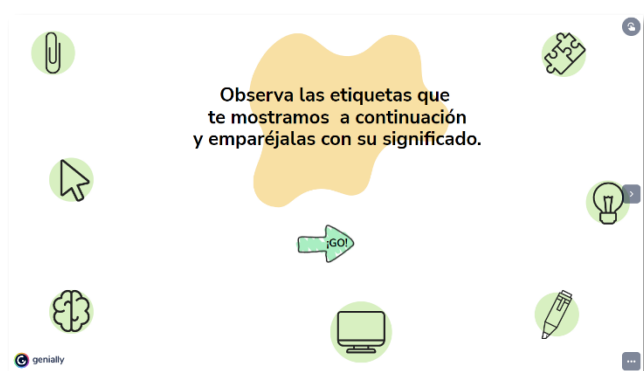 Observa las etiquetas que
te mostramos a continuación
y emparéjalas con su significado.
¡GO!
genially